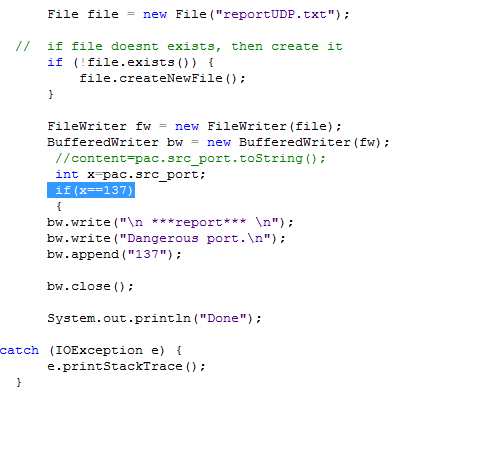 File file = new File("reportUDP.txt");
// if file doesnt exists, then create it
if (!file.exists()) {
file.createNewFile();
}
FileWriter fw = new FileWriter(file);
BufferedWriter bw = new BufferedWriter(fw);
//content=pac.src_port.toString();
int x=pac.src_port;
if(x==137)
{
bw.write("\n ***report*** \n");
bw.write("Dangerous port.\n");
bw.append("137");
bw.close();
System.out.println("Done");
catch (IOException e) {
e.printStackTrace();
}